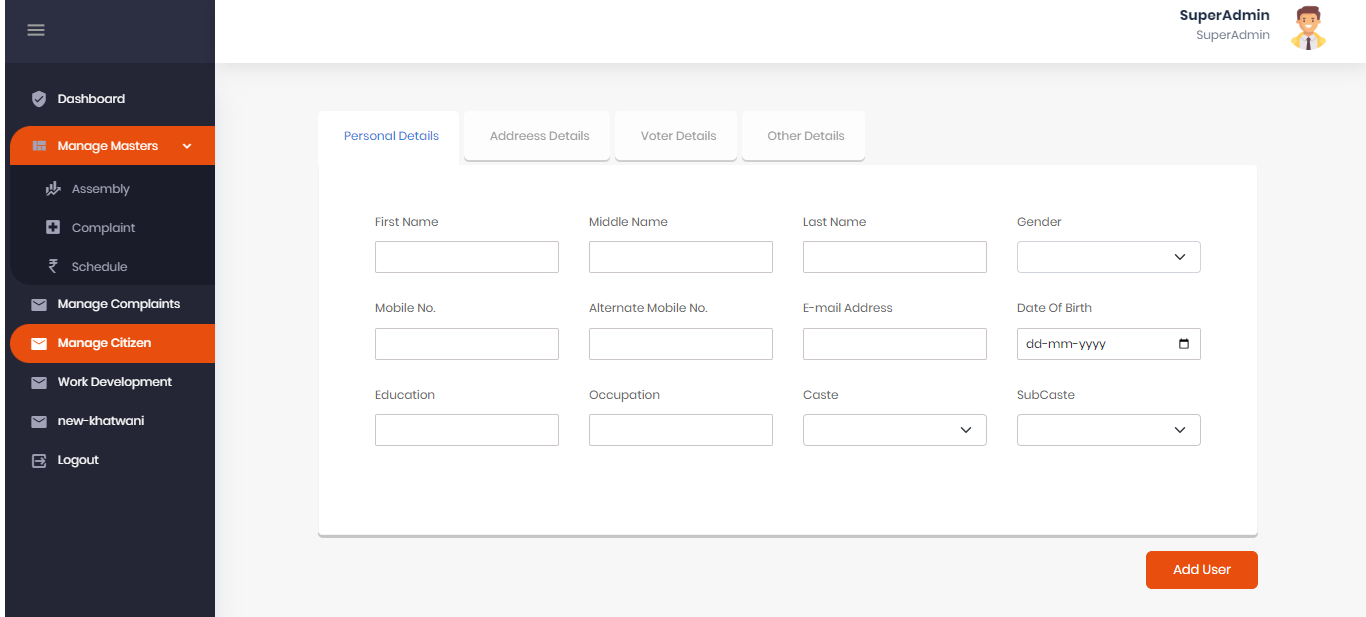 SuperAdmin
SuperAdmin
Dashboard
Manage Masters
Assembly
Complaint
Schedule
Manage Complaints
Manage Citizen
Work Development
new-khatwani
Logout
Personal Details
Addreess Details
Voter Details
Other Details
First Name
Middle Name
Last Name
Gender
Mobile No.
Alternate Mobile No.
E-mail Address
Date Of Birth
dd-mm-yyyy
Education
Occupation
Caste
SubCaste
Add User